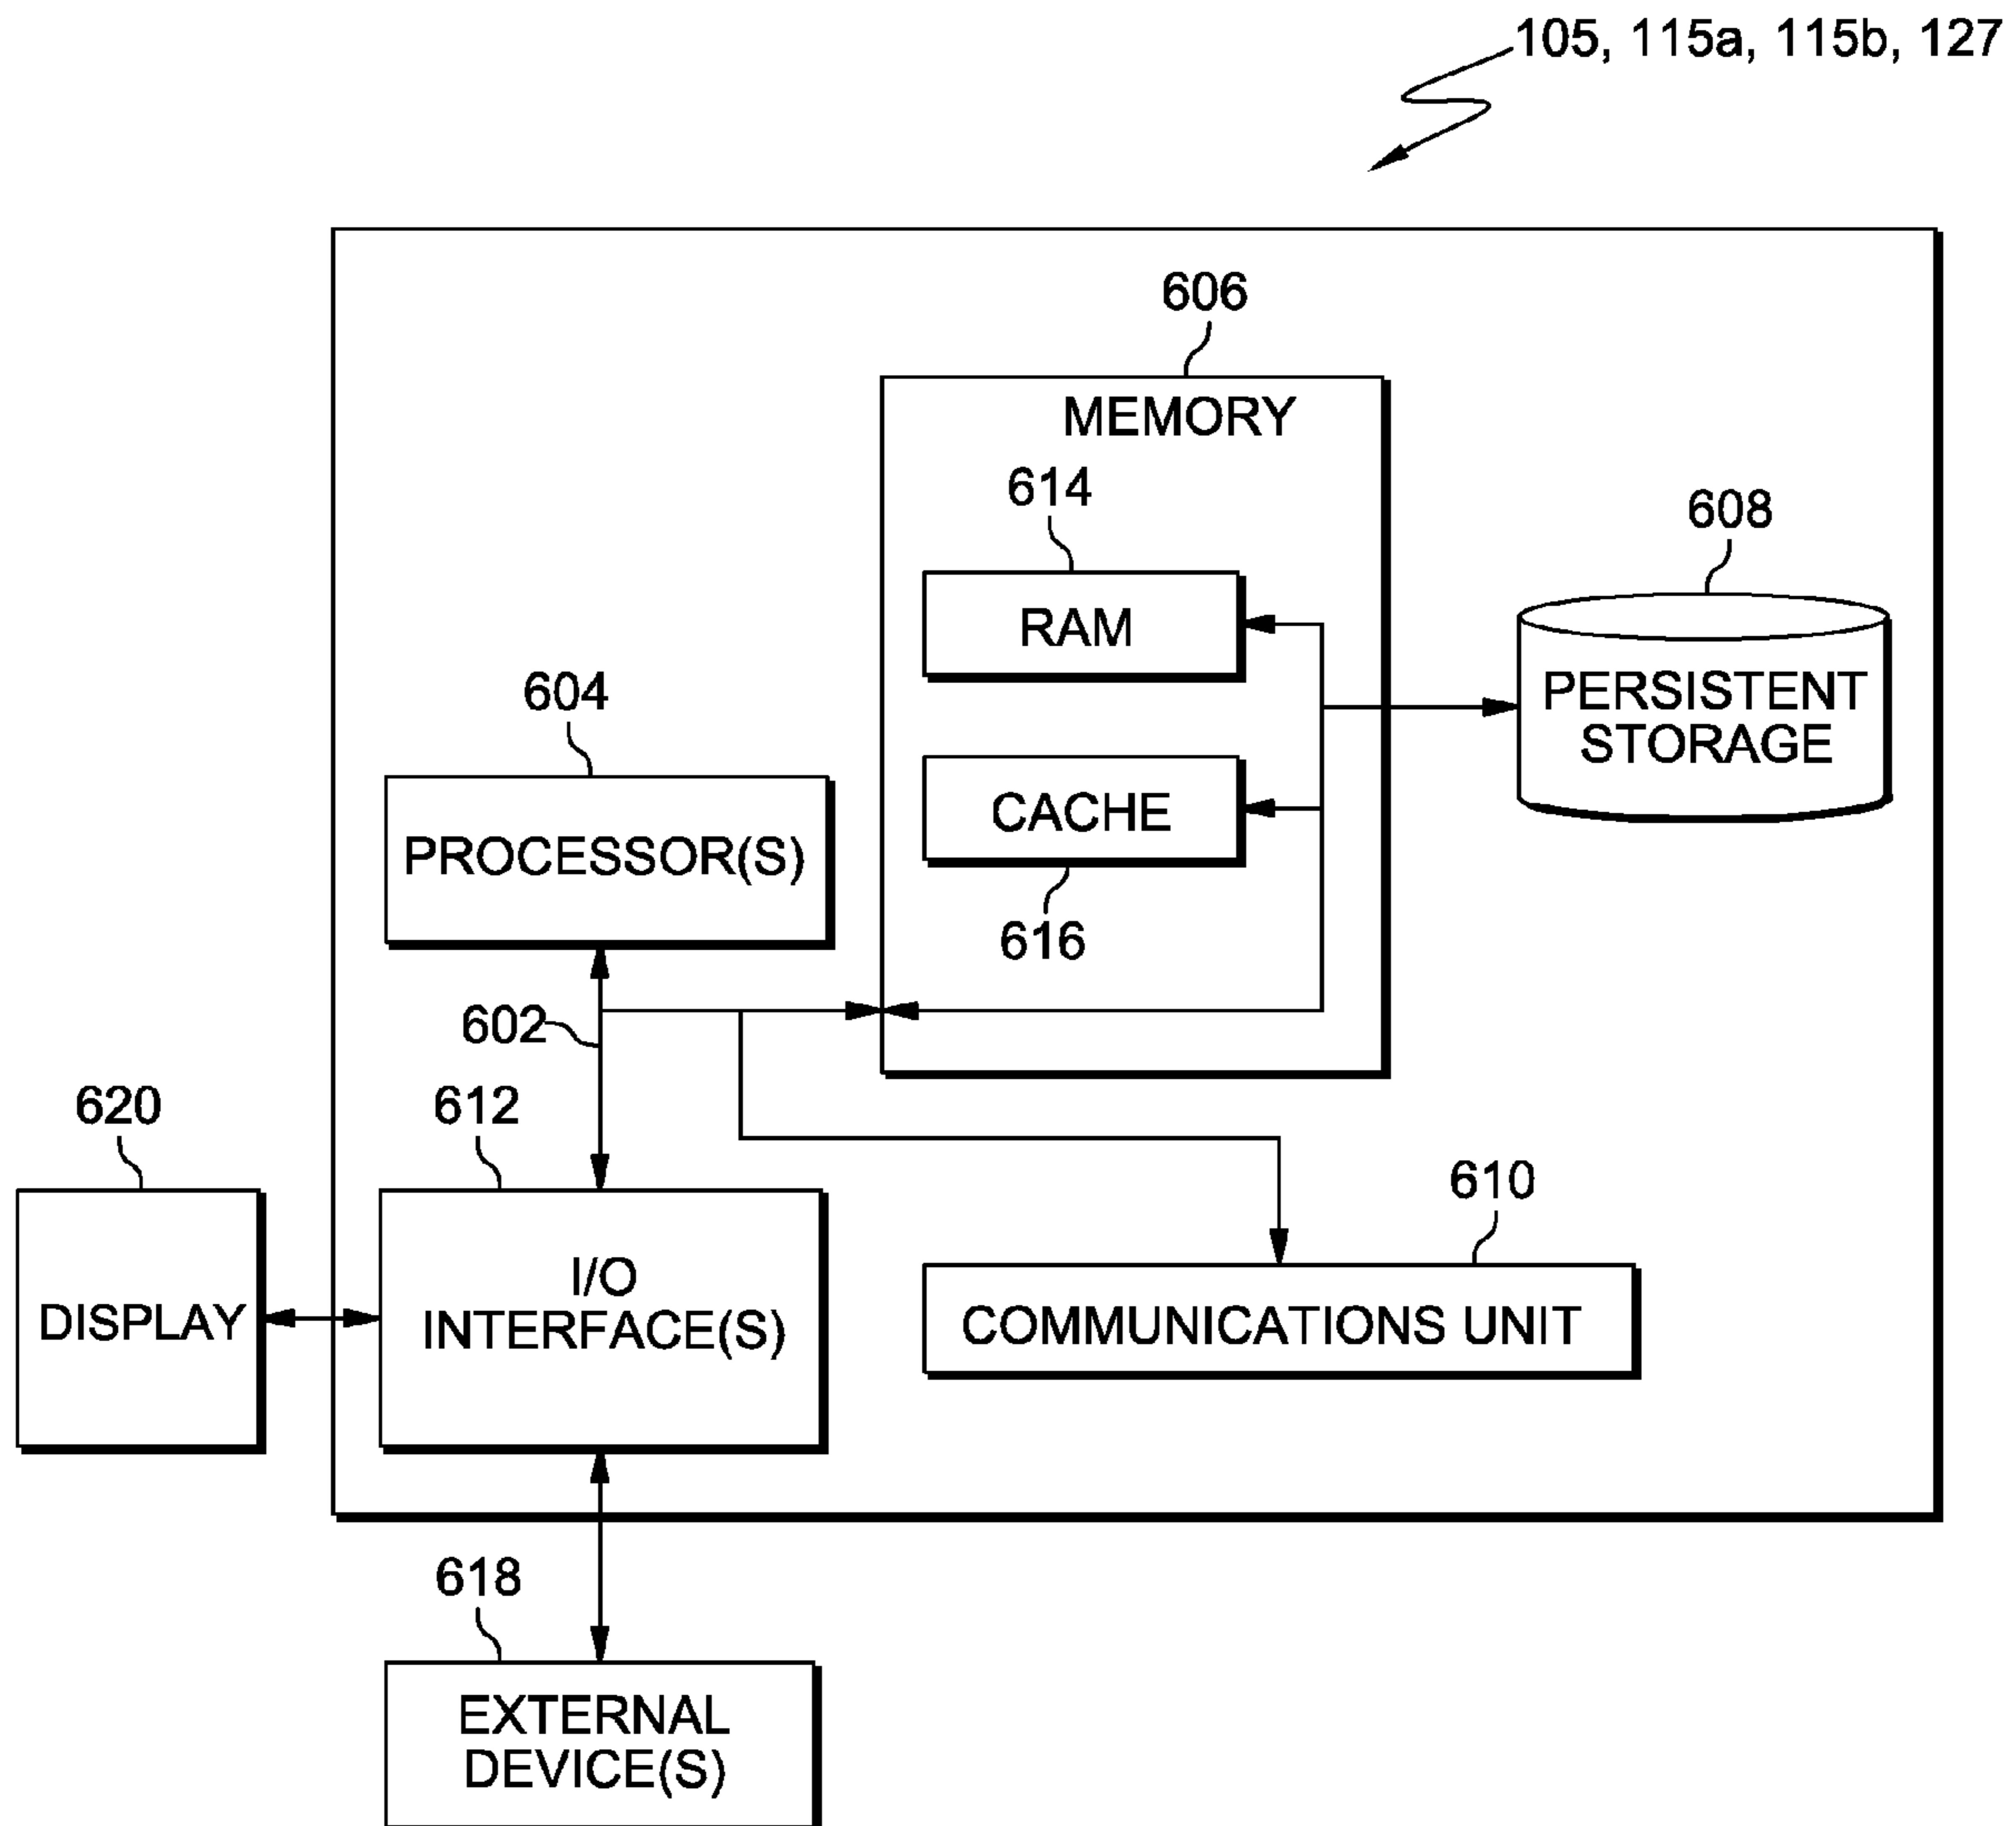 105, 115a, 115b, 127
606
MEMORY
614
RAM
608
PERSISTENT
STORAGE
604
PROCESSOR(S)
CACHE
616
602
620
DISPLAY
612
I/O
INTERFACE(S)
610
COMMUNICATIONS UNIT
618
EXTERNAL
DEVICE(S)